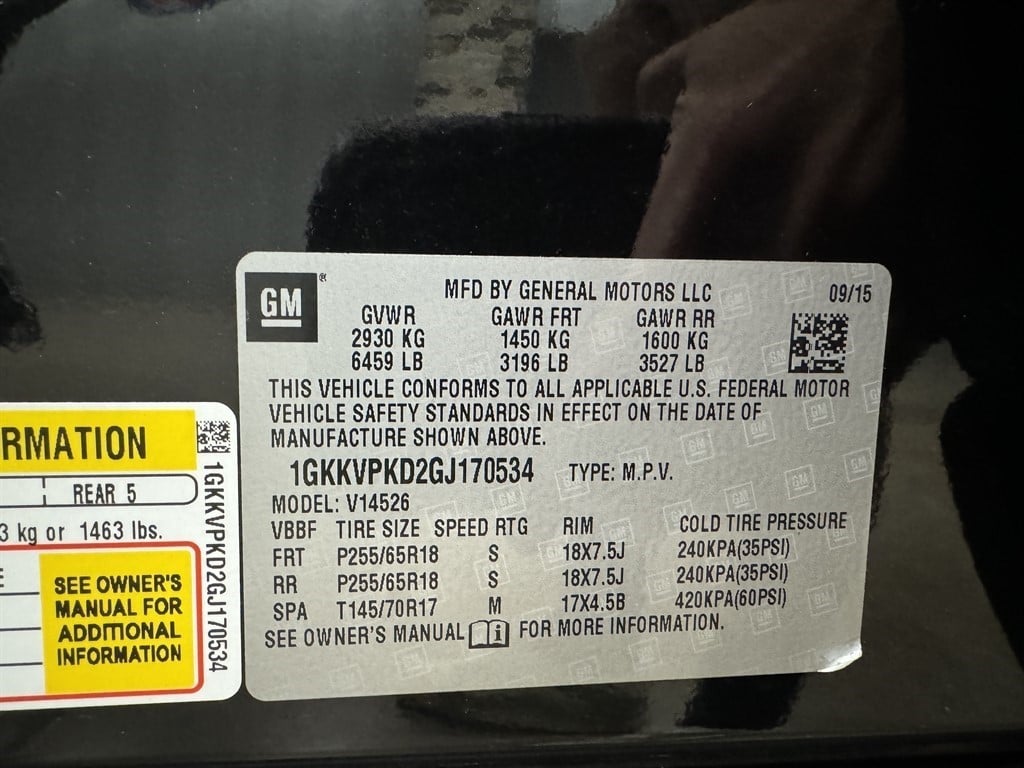 GM
®
MFD BY GENERAL MOTORS LLC 09/15
GVWR GAWR FRT GAWR RR
2930 KG 1450 KG 1600 KG
6459 LB 3196 LB 3527 LB
THIS VEHICLE CONFORMS TO ALL APPLICABLE U.S. FEDERAL MOTOR
VEHICLE SAFETY STANDARDS IN EFFECT ON THE DATE OF
MANUFACTURE SHOWN ABOVE.
1GKKVPKD2GJ170534 TYPE: M.P.V.
MODEL: V14526
VBBF TIRE SIZE SPEED RTG RIM COLD TIRE PRESSURE
FRT P255/65R18 S 18X7.5J 240KPA(35PSI)
RR P255/65R18 S 18X7.5J 240KPA(35PSI)
SPA T145/70R17 M 17X4.5B 420KPA(60PSI)
SEE OWNER'S MANUAL FOR MORE INFORMATION.
RMATION
REAR 5
3 kg or 1463 lbs.
SEE OWNER'S
MANUAL FOR
ADDITIONAL
INFORMATION
1GKKVPKD2GJ170534